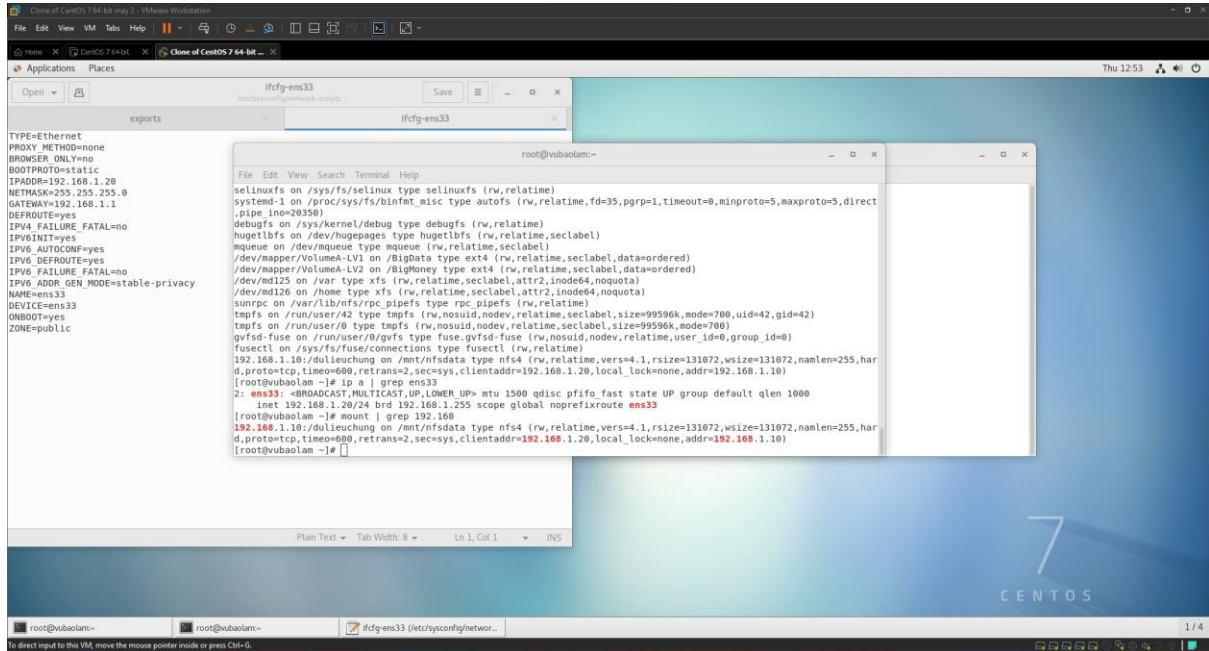 Clone of CentOS 7 64-bit may 2 - VMware Workstation
File Edit View VM Tabs Help
Home
CentOS 7 64-bit
Clone of CentOS 7 64-bit ...
Applications Places
Thu 12:53
Open
ifcfg-ens33
/etc/sysconfig/network-scripts
Save
exports
ifcfg-ens33
TYPE=Ethernet
PROXY_METHOD=none
BROWSER_ONLY=no
BOOTPROTO=static
IPADDR=192.168.1.20
NETMASK=255.255.255.0
GATEWAY=192.168.1.1
DEFROUTE=yes
IPV4_FAILURE_FATAL=no
IPV6INIT=yes
IPV6_AUTOCONF=yes
IPV6_DEFROUTE=yes
IPV6_FAILURE_FATAL=no
IPV6_ADDR_GEN_MODE=stable-privacy
NAME=ens33
DEVICE=ens33
ONBOOT=yes
ZONE=public
Plain Text
Tab Width: 8
Ln 1, Col 1
INS
root@vubaolam:~
File Edit View Search Terminal Help
selinuxfs on /sys/fs/selinux type selinuxfs (rw,relatime)
systemd-1 on /proc/sys/fs/binfmt_misc type autofs (rw,relatime,fd=35,pgrp=1,timeout=0,minproto=5,maxproto=5,direct
,pipe_ino=20350)
debugfs on /sys/kernel/debug type debugfs (rw,relatime)
hugetlbfs on /dev/hugepages type hugetlbfs (rw,relatime,seclabel)
mqueue on /dev/mqueue type mqueue (rw,relatime,seclabel)
/dev/mapper/VolumeA-LV1 on /BigData type ext4 (rw,relatime,seclabel,data=ordered)
/dev/mapper/VolumeA-LV2 on /BigMoney type ext4 (rw,relatime,seclabel,data=ordered)
/dev/md125 on /var type xfs (rw,relatime,seclabel,attr2,inode64,noquota)
/dev/md126 on /home type xfs (rw,relatime,seclabel,attr2,inode64,noquota)
sunrpc on /var/lib/nfs/rpc_pipefs type rpc_pipefs (rw,relatime)
tmpfs on /run/user/42 type tmpfs (rw,nosuid,nodev,relatime,seclabel,size=99596k,mode=700,uid=42,gid=42)
tmpfs on /run/user/0 type tmpfs (rw,nosuid,nodev,relatime,seclabel,size=99596k,mode=700)
gvfsd-fuse on /run/user/0/gvfs type fuse.gvfsd-fuse (rw,nosuid,nodev,relatime,user_id=0,group_id=0)
fusectl on /sys/fs/fuse/connections type fusectl (rw,relatime)
192.168.1.10:/dulieuchung on /mnt/nfsdata type nfs4 (rw,relatime,vers=4.1,rsize=131072,wsize=131072,namlen=255,har
d,proto=tcp,timeo=600,retrans=2,sec=sys,clientaddr=192.168.1.20,local_lock=none,addr=192.168.1.10)
[root@vubaolam ~]# ip a | grep ens33
2: ens33: <BROADCAST,MULTICAST,UP,LOWER_UP> mtu 1500 qdisc pfifo_fast state UP group default qlen 1000
inet 192.168.1.20/24 brd 192.168.1.255 scope global noprefixroute ens33
[root@vubaolam ~]# mount | grep 192.168
192.168.1.10:/dulieuchung on /mnt/nfsdata type nfs4 (rw,relatime,vers=4.1,rsize=131072,wsize=131072,namlen=255,har
d,proto=tcp,timeo=600,retrans=2,sec=sys,clientaddr=192.168.1.20,local_lock=none,addr=192.168.1.10)
[root@vubaolam ~]#
7
CENTOS
root@vubaolam:~
root@vubaolam:~
ifcfg-ens33 (/etc/sysconfig/networ...
1 / 4
To direct input to this VM, move the mouse pointer inside or press Ctrl+G.